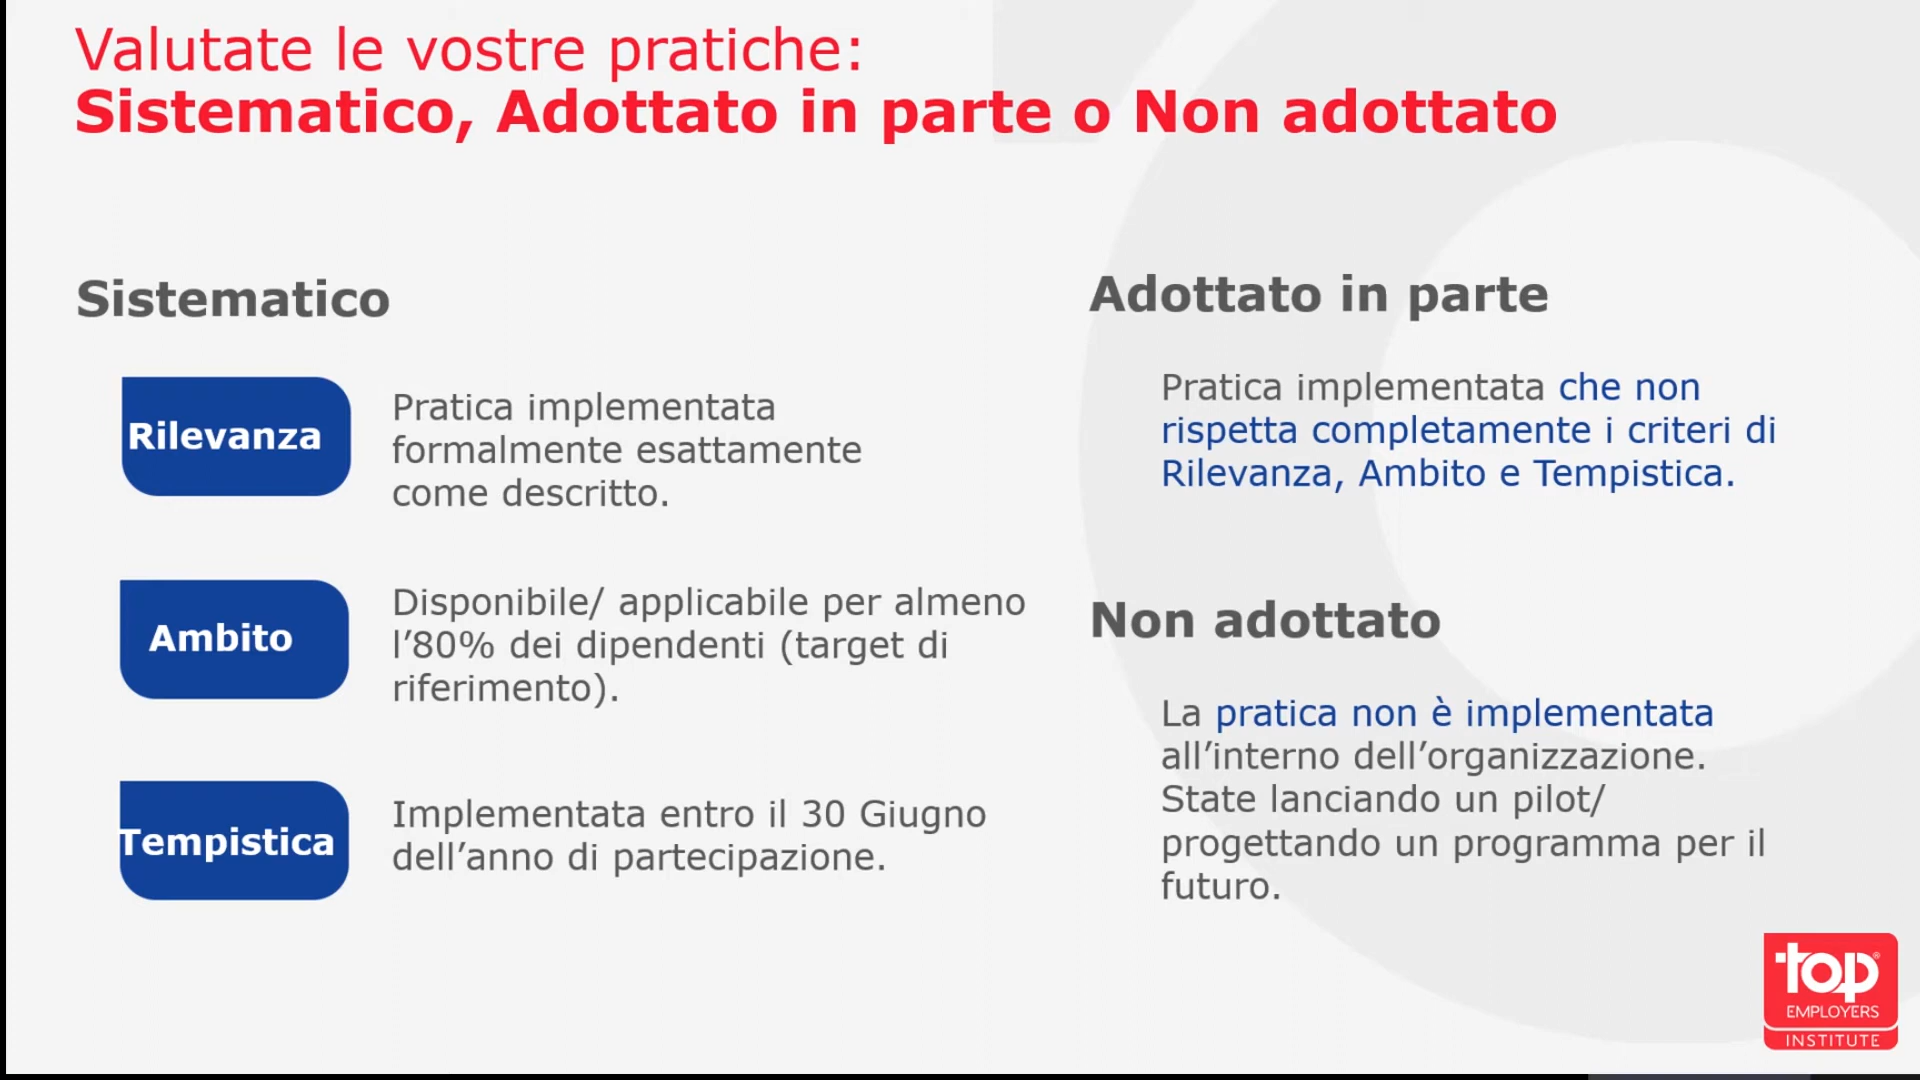 Valutate le vostre pratiche:
Sistematico, Adottato in parte o Non adottato
Sistematico
Rilevanza
Pratica implementata
formalmente esattamente
come descritto.
Ambito
Disponibile/ applicabile per almeno
l’80% dei dipendenti (target di
riferimento).
Tempistica
Implementata entro il 30 Giugno
dell’anno di partecipazione.
Adottato in parte
Pratica implementata che non
rispetta completamente i criteri di
Rilevanza, Ambito e Tempistica.
Non adottato
La pratica non è implementata
all’interno dell’organizzazione.
State lanciando un pilot/
progettando un programma per il
futuro.
top®
EMPLOYERS
INSTITUTE